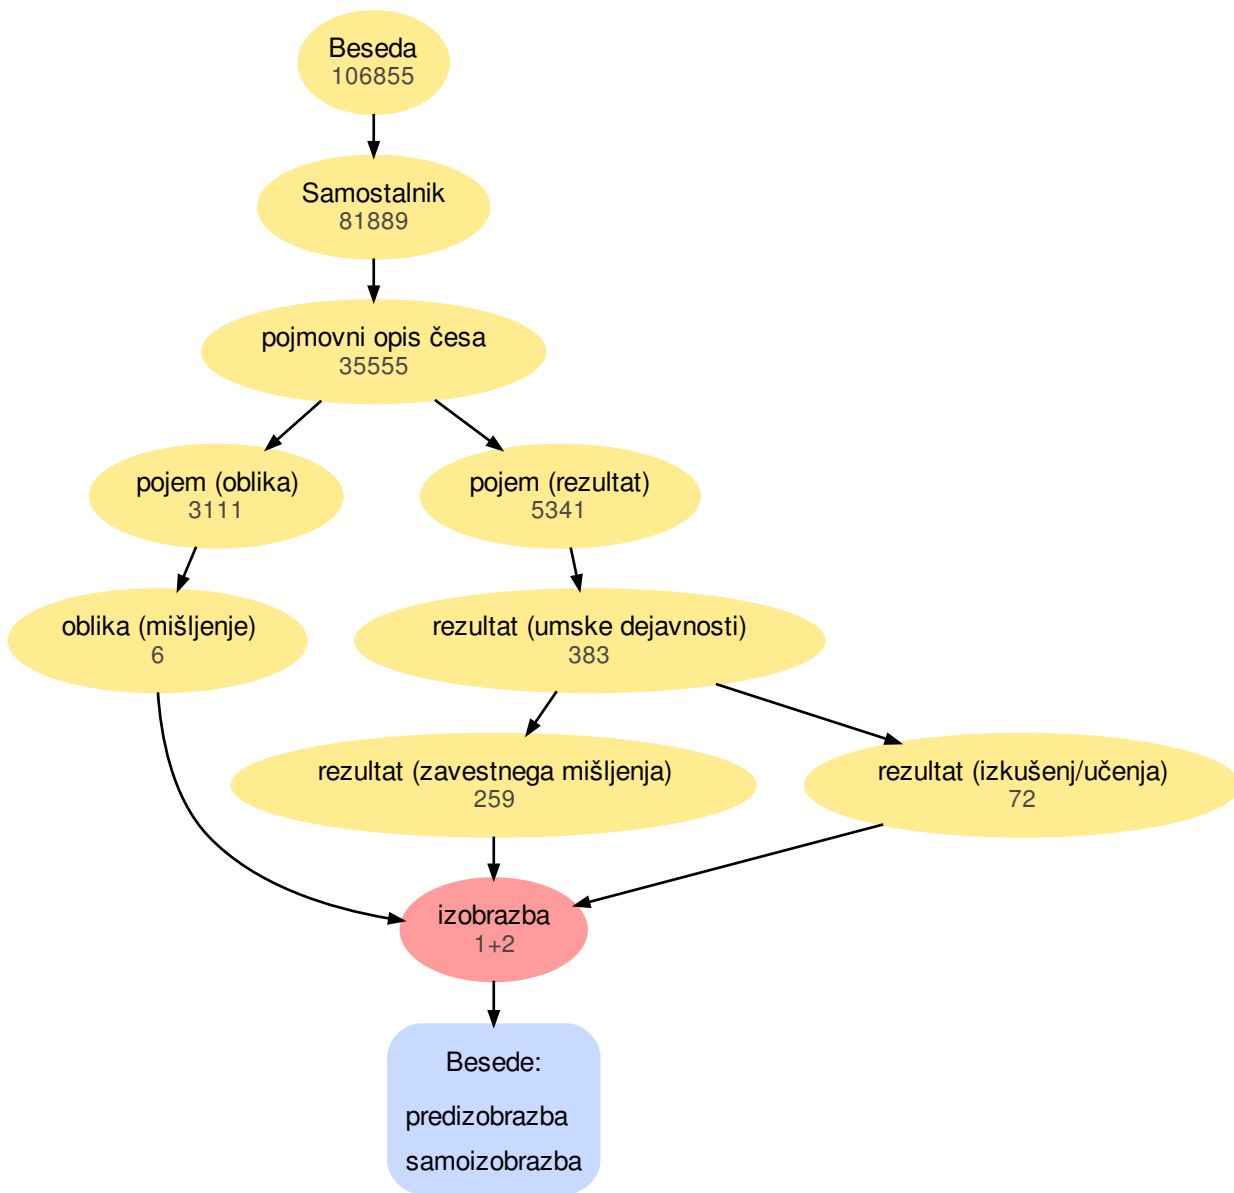 Beseda
106855
Samostalnik
81889
pojmovni opis česa
35555
pojem (oblika)
3111
pojem (rezultat)
5341
oblika (mišljenje)
6
rezultat (umske dejavnosti)
383
rezultat (zavestnega mišljenja)
259
rezultat (izkušenj/učenja)
72
izobrazba
1+2
Besede:
predizobrazba
samoizobrazba